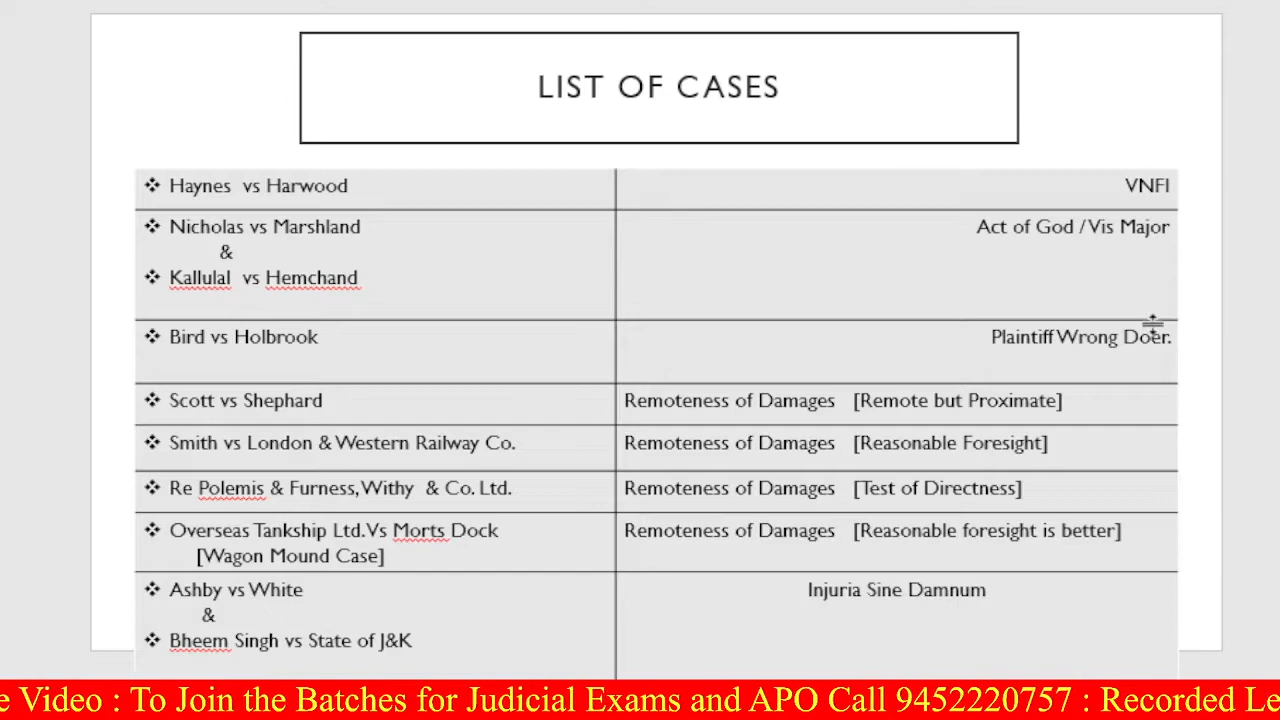 LIST OF CASES
❖ Haynes vs Harwood VNFI
❖ Nicholas vs Marshland Act of God / Vis Major
&
❖ Kallulal vs Hemchand
❖ Bird vs Holbrook Plaintiff Wrong Doer.
❖ Scott vs Shephard Remoteness of Damages [Remote but Proximate]
❖ Smith vs London & Western Railway Co. Remoteness of Damages [Reasonable Foresight]
❖ Re Polemis & Furness, Withy & Co. Ltd. Remoteness of Damages [Test of Directness]
❖ Overseas Tankship Ltd. Vs Morts Dock Remoteness of Damages [Reasonable foresight is better]
[Wagon Mound Case]
❖ Ashby vs White Injuria Sine Damnum
&
❖ Bheem Singh vs State of J&K
e Video : To Join the Batches for Judicial Exams and APO Call 9452220757 : Recorded Le